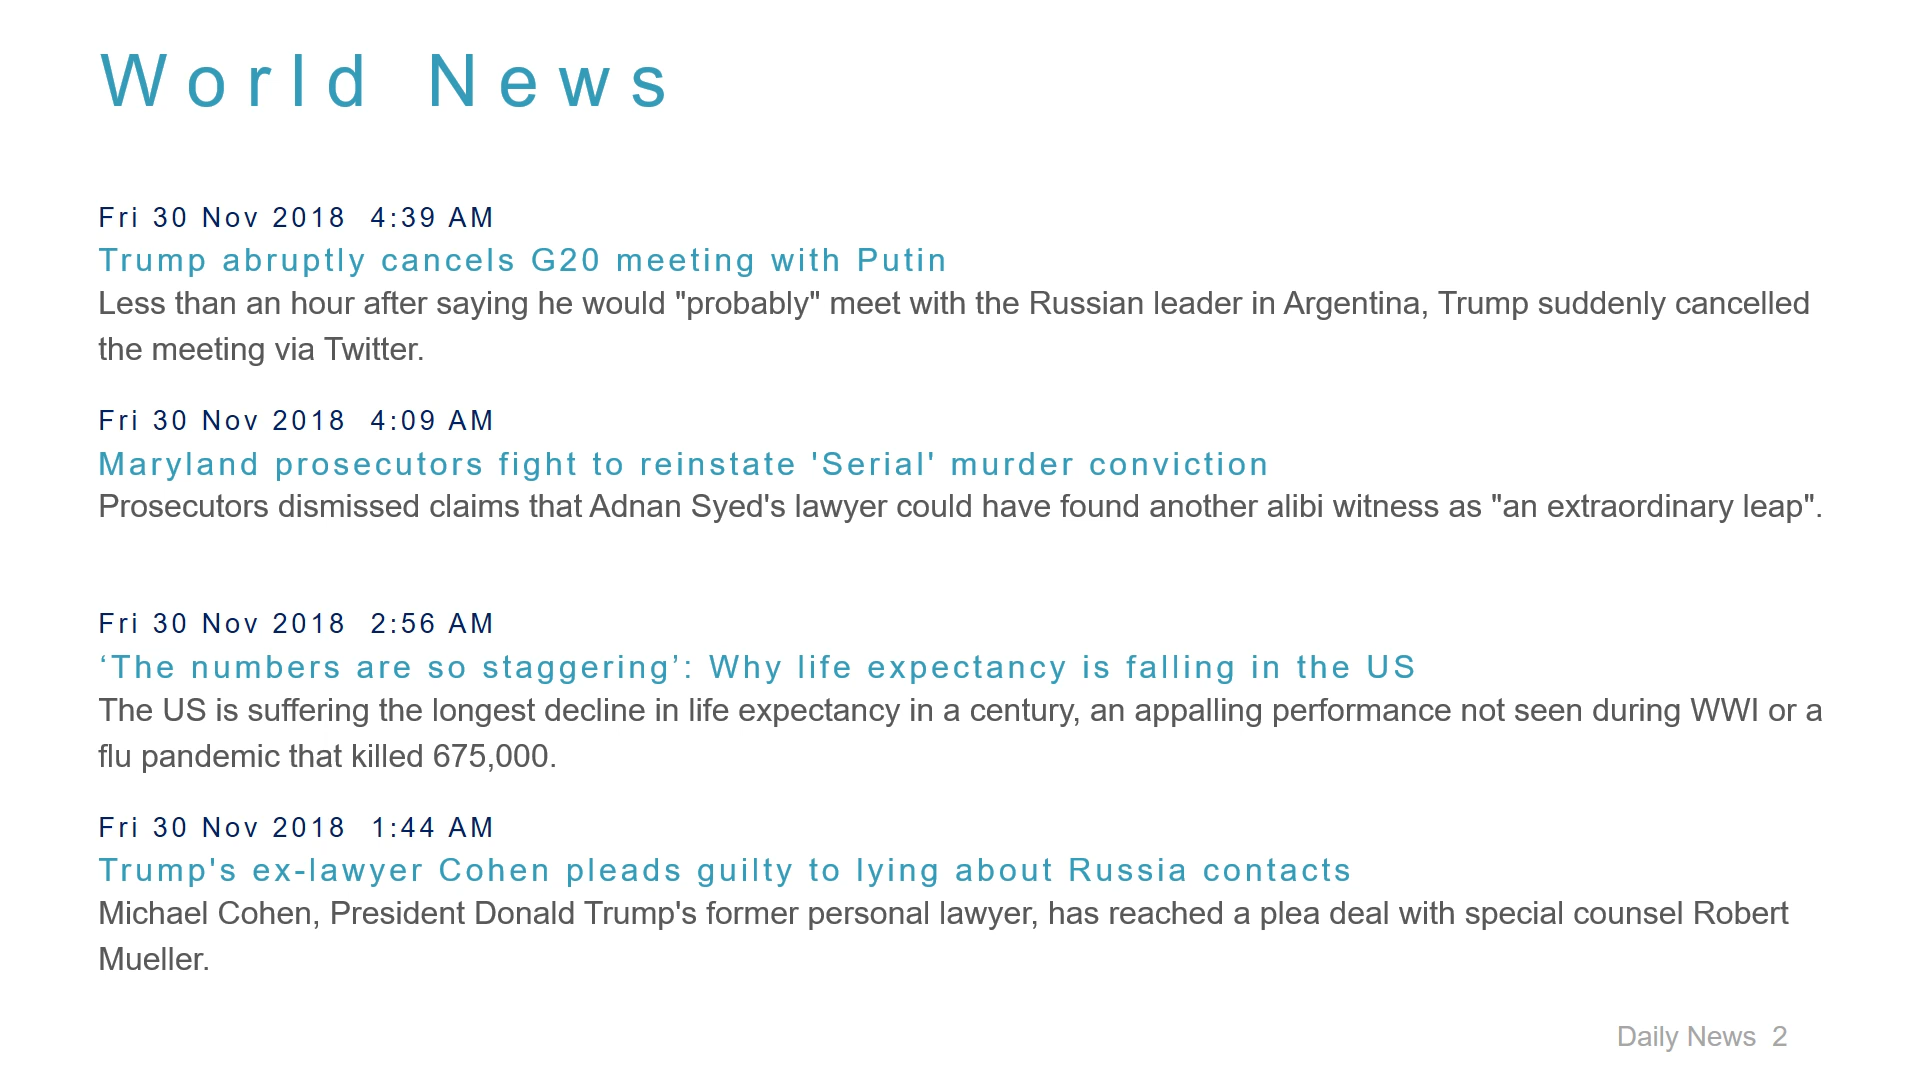 World News
Fri 30 Nov 2018  4:39 AM
Trump abruptly cancels G20 meeting with Putin
Less than an hour after saying he would "probably" meet with the Russian leader in Argentina, Trump suddenly cancelled
the meeting via Twitter.
Fri 30 Nov 2018  4:09 AM
Maryland prosecutors fight to reinstate 'Serial' murder conviction
Prosecutors dismissed claims that Adnan Syed's lawyer could have found another alibi witness as "an extraordinary leap".
Fri 30 Nov 2018  2:56 AM
‘The numbers are so staggering’: Why life expectancy is falling in the US
The US is suffering the longest decline in life expectancy in a century, an appalling performance not seen during WWI or a
flu pandemic that killed 675,000.
Fri 30 Nov 2018  1:44 AM
Trump's ex-lawyer Cohen pleads guilty to lying about Russia contacts
Michael Cohen, President Donald Trump's former personal lawyer, has reached a plea deal with special counsel Robert
Mueller.
Daily News  2